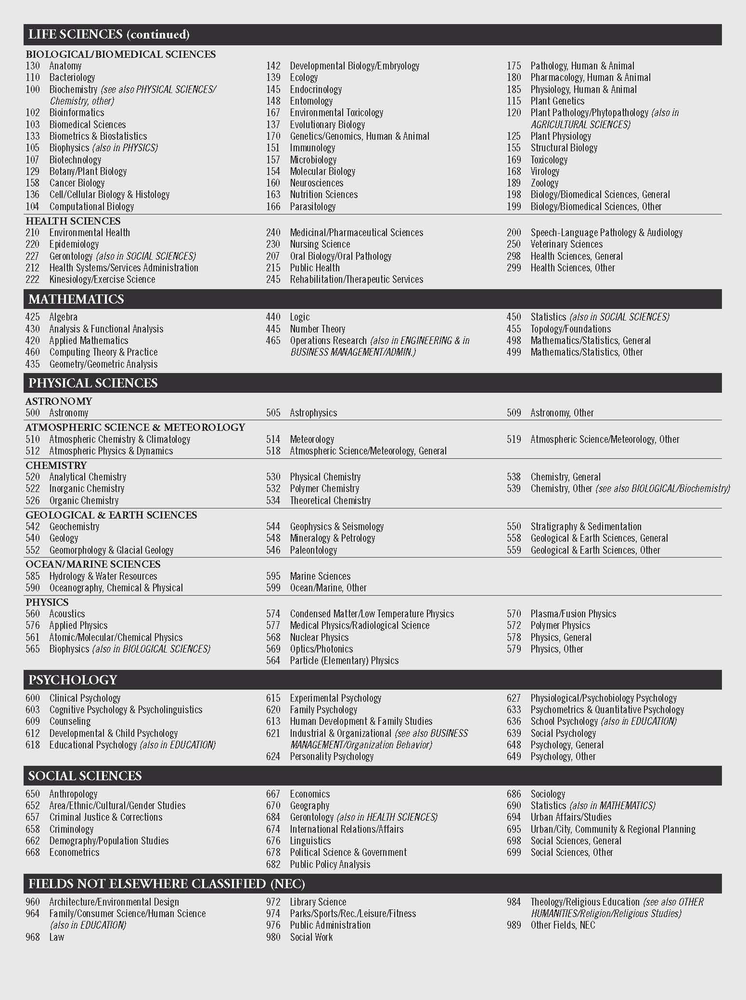 LIFE SCIENCES (continued)
BIOLOGICAL/BIOMEDICAL SCIENCES
130 Anatomy
110 Bacteriology
100 Biochemistry (see also PHYSICAL SCIENCES/
Chemistry, other)
102 Bioinformatics
103 Biomedical Sciences
133 Biometrics & Biostatistics
105 Biophysics (also in PHYSICS)
107 Biotechnology
129 Botany/Plant Biology
158 Cancer Biology
136 Cell/Cellular Biology & Histology
104 Computational Biology
142 Developmental Biology/Embryology
139 Ecology
145 Endocrinology
148 Entomology
167 Environmental Toxicology
137 Evolutionary Biology
170 Genetics/Genomics, Human & Animal
151 Immunology
157 Microbiology
154 Molecular Biology
160 Neurosciences
163 Nutrition Sciences
166 Parasitology
175 Pathology, Human & Animal
180 Pharmacology, Human & Animal
185 Physiology, Human & Animal
115 Plant Genetics
120 Plant Pathology/Phytopathology (also in
AGRICULTURAL SCIENCES)
125 Plant Physiology
155 Structural Biology
169 Toxicology
168 Virology
189 Zoology
198 Biology/Biomedical Sciences, General
199 Biology/Biomedical Sciences, Other
HEALTH SCIENCES
210 Environmental Health
220 Epidemiology
227 Gerontology (also in SOCIAL SCIENCES)
212 Health Systems/Services Administration
222 Kinesiology/Exercise Science
240 Medicinal/Pharmaceutical Sciences
230 Nursing Science
207 Oral Biology/Oral Pathology
215 Public Health
245 Rehabilitation/Therapeutic Services
200 Speech-Language Pathology & Audiology
250 Veterinary Sciences
298 Health Sciences, General
299 Health Sciences, Other
MATHEMATICS
425 Algebra
430 Analysis & Functional Analysis
420 Applied Mathematics
460 Computing Theory & Practice
435 Geometry/Geometric Analysis
440 Logic
445 Number Theory
465 Operations Research (also in ENGINEERING & in
BUSINESS MANAGEMENT/ADMIN.)
450 Statistics (also in SOCIAL SCIENCES)
455 Topology/Foundations
498 Mathematics/Statistics, General
499 Mathematics/Statistics, Other
PHYSICAL SCIENCES
ASTRONOMY
500 Astronomy
505 Astrophysics
509 Astronomy, Other
ATMOSPHERIC SCIENCE & METEOROLOGY
510 Atmospheric Chemistry & Climatology
512 Atmospheric Physics & Dynamics
514 Meteorology
518 Atmospheric Science/Meteorology, General
519 Atmospheric Science/Meteorology, Other
CHEMISTRY
520 Analytical Chemistry
522 Inorganic Chemistry
526 Organic Chemistry
530 Physical Chemistry
532 Polymer Chemistry
534 Theoretical Chemistry
538 Chemistry, General
539 Chemistry, Other (see also BIOLOGICAL/Biochemistry)
GEOLOGICAL & EARTH SCIENCES
542 Geochemistry
540 Geology
552 Geomorphology & Glacial Geology
544 Geophysics & Seismology
548 Mineralogy & Petrology
546 Paleontology
550 Stratigraphy & Sedimentation
558 Geological & Earth Sciences, General
559 Geological & Earth Sciences, Other
OCEAN/MARINE SCIENCES
585 Hydrology & Water Resources
590 Oceanography, Chemical & Physical
595 Marine Sciences
599 Ocean/Marine, Other
PHYSICS
560 Acoustics
576 Applied Physics
561 Atomic/Molecular/Chemical Physics
565 Biophysics (also in BIOLOGICAL SCIENCES)
574 Condensed Matter/Low Temperature Physics
577 Medical Physics/Radiological Science
568 Nuclear Physics
569 Optics/Photonics
564 Particle (Elementary) Physics
570 Plasma/Fusion Physics
572 Polymer Physics
578 Physics, General
579 Physics, Other
PSYCHOLOGY
600 Clinical Psychology
603 Cognitive Psychology & Psycholinguistics
609 Counseling
612 Developmental & Child Psychology
618 Educational Psychology (also in EDUCATION)
615 Experimental Psychology
620 Family Psychology
613 Human Development & Family Studies
621 Industrial & Organizational (see also BUSINESS
MANAGEMENT/Organization Behavior)
624 Personality Psychology
627 Physiological/Psychobiology Psychology
633 Psychometrics & Quantitative Psychology
636 School Psychology (also in EDUCATION)
639 Social Psychology
648 Psychology, General
649 Psychology, Other
SOCIAL SCIENCES
650 Anthropology
652 Area/Ethnic/Cultural/Gender Studies
657 Criminal Justice & Corrections
658 Criminology
662 Demography/Population Studies
668 Econometrics
667 Economics
670 Geography
684 Gerontology (also in HEALTH SCIENCES)
674 International Relations/Affairs
676 Linguistics
678 Political Science & Government
682 Public Policy Analysis
686 Sociology
690 Statistics (also in MATHEMATICS)
694 Urban Affairs/Studies
695 Urban/City, Community & Regional Planning
698 Social Sciences, General
699 Social Sciences, Other
FIELDS NOT ELSEWHERE CLASSIFIED (NEC)
960 Architecture/Environmental Design
964 Family/Consumer Science/Human Science
(also in EDUCATION)
968 Law
972 Library Science
974 Parks/Sports/Rec./Leisure/Fitness
976 Public Administration
980 Social Work
984 Theology/Religious Education (see also OTHER
HUMANITIES/Religion/Religious Studies)
989 Other Fields, NEC